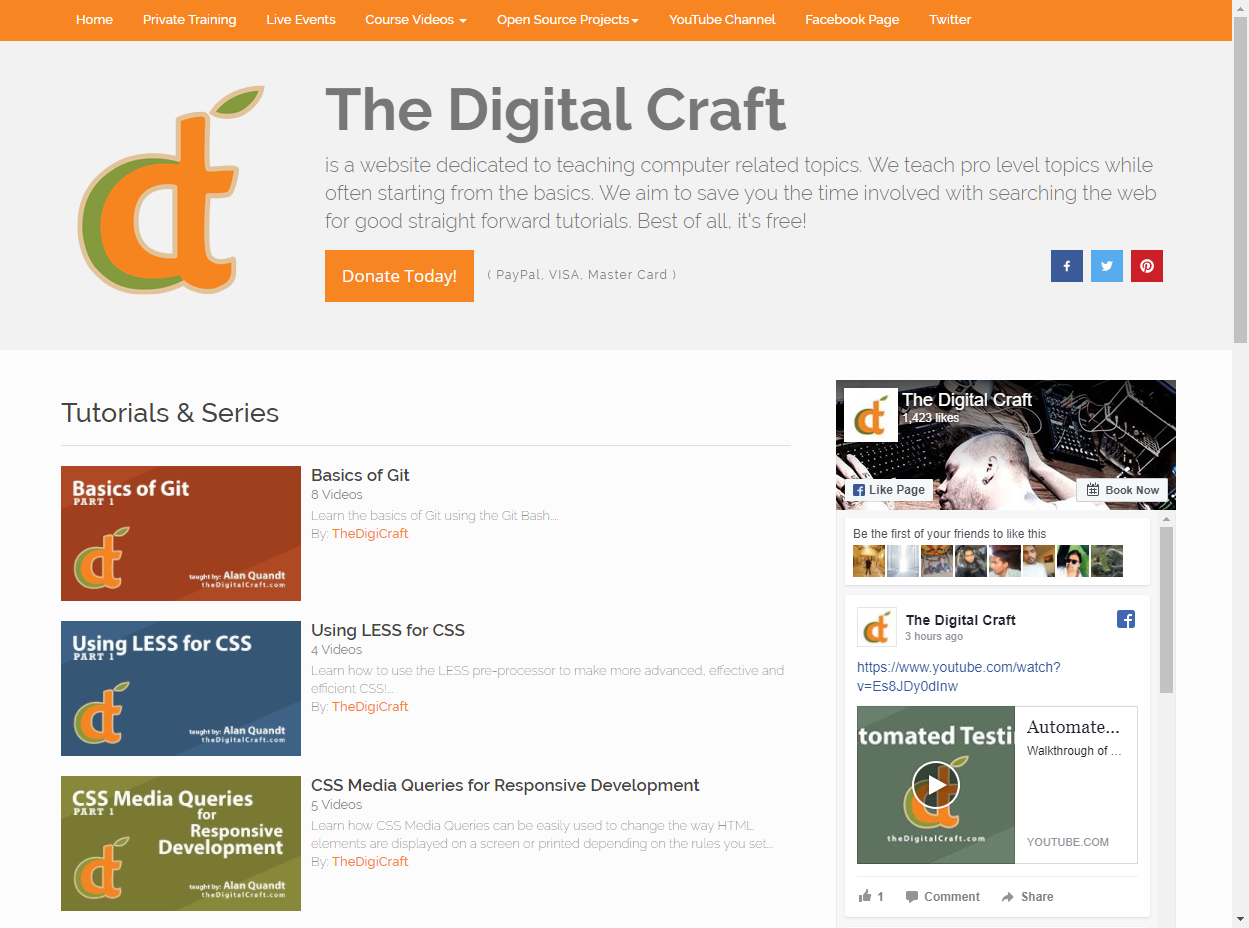 Home Private Training Live Events Course Videos Open Source Projects YouTube Channel Facebook Page Twitter
The Digital Craft
is a website dedicated to teaching computer related topics. We teach pro level topics while
often starting from the basics. We aim to save you the time involved with searching the web
for good straight forward tutorials. Best of all, it's free!
Donate Today! ( PayPal, VISA, Master Card )
Tutorials & Series
Basics of Git
PART 1
taught by: Alan Quandt
theDigitalCraft.com
Basics of Git
8 Videos
Learn the basics of Git using the Git Bash....
By: TheDigiCraft
Using LESS for CSS
PART 1
taught by: Alan Quandt
theDigitalCraft.com
Using LESS for CSS
4 Videos
Learn how to use the LESS pre-processor to make more advanced, effective and
efficient CSS!...
By: TheDigiCraft
CSS Media Queries
PART 1
for
Responsive
Development
taught by: Alan Quandt
theDigitalCraft.com
CSS Media Queries for Responsive Development
5 Videos
Learn how CSS Media Queries can be easily used to change the way HTML
elements are displayed on a screen or printed depending on the rules you set...
By: TheDigiCraft
The Digital Craft
1,423 likes
Like Page Book Now
Be the first of your friends to like this
The Digital Craft
3 hours ago
https://www.youtube.com/watch?
v=Es8JDy0dInw
tomated Testi
theDigitalCraft.com
Automate...
Walkthrough of ...
YOUTUBE.COM
1 Comment Share